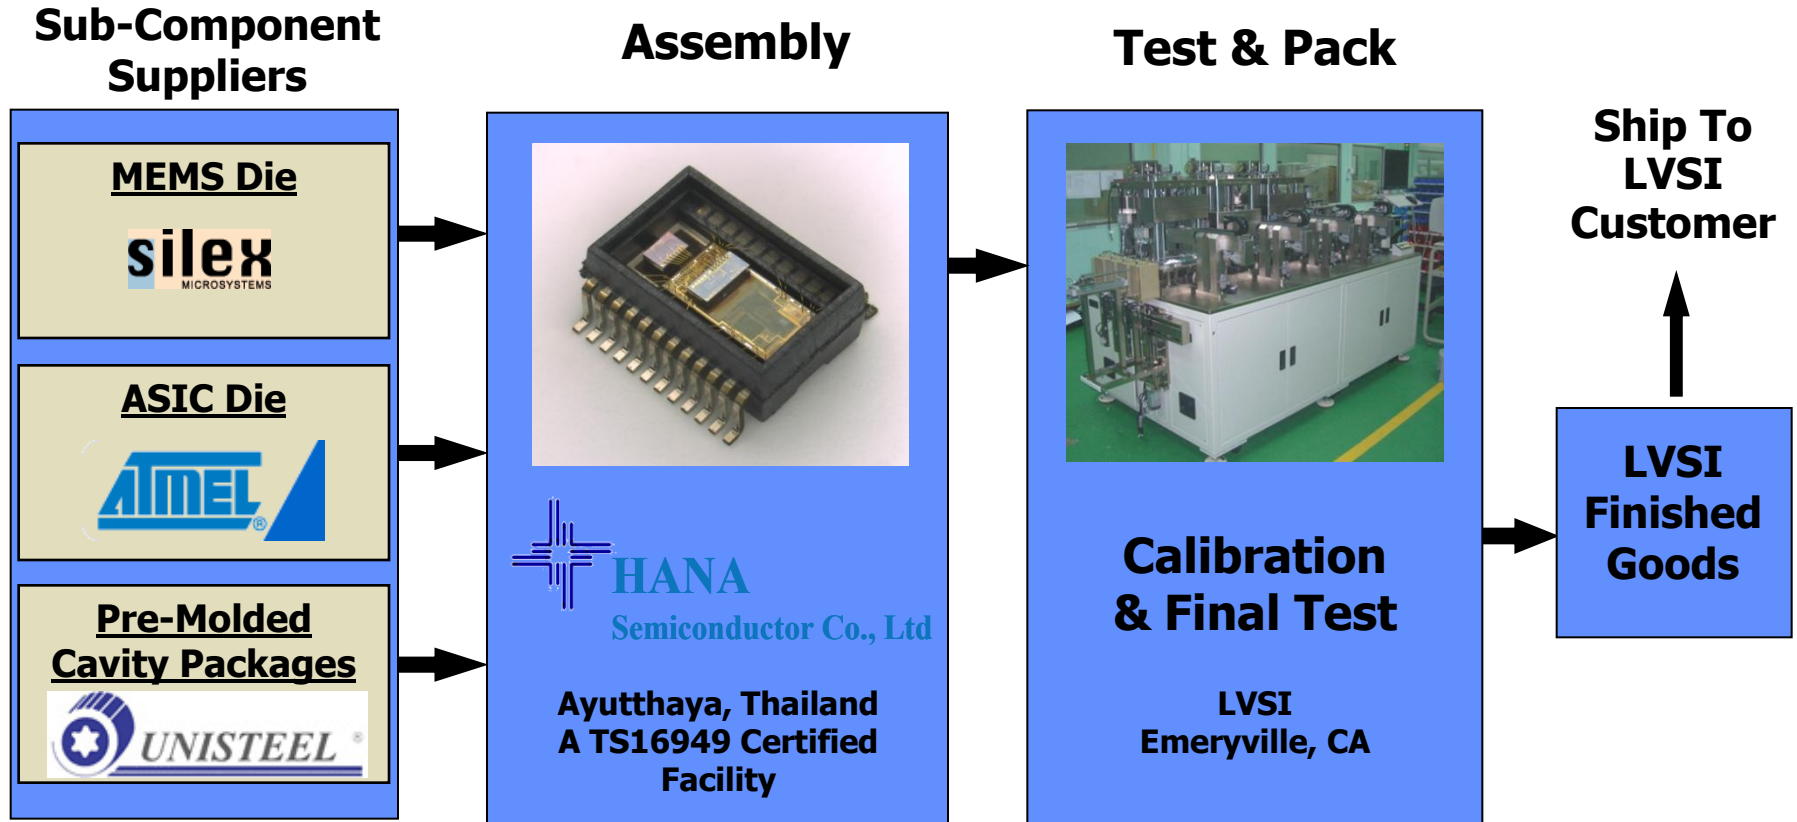 Sub-Component
Suppliers
MEMS Die
silex
MICROSYSTEMS
ASIC Die
ATMEL®
Pre-Molded
Cavity Packages
UNISTEEL ®
Assembly
HANA
Semiconductor Co., Ltd
Ayutthaya, Thailand
A TS16949 Certified
Facility
Test & Pack
Calibration
& Final Test
LVSI
Emeryville, CA
Ship To
LVSI
Customer
LVSI
Finished
Goods